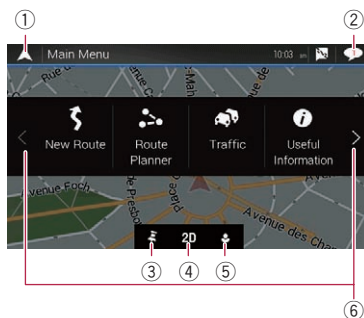 ① ②
Main Menu 10:03 am
New Route Route Planner Traffic Useful Information
Avenue Foch
Avenue des Cha
2D
③ ④ ⑤
⑥